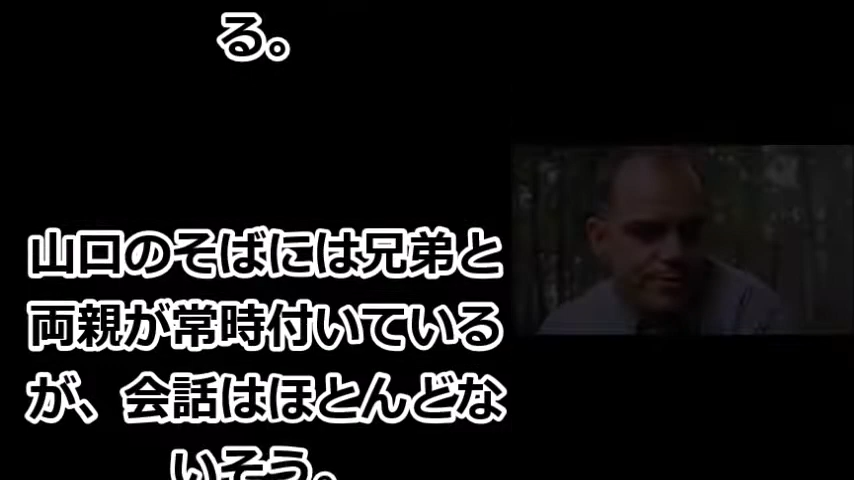 る。
山口のそばには兄弟と
両親が常時付いている
が、会話はほとんどな
いそう。